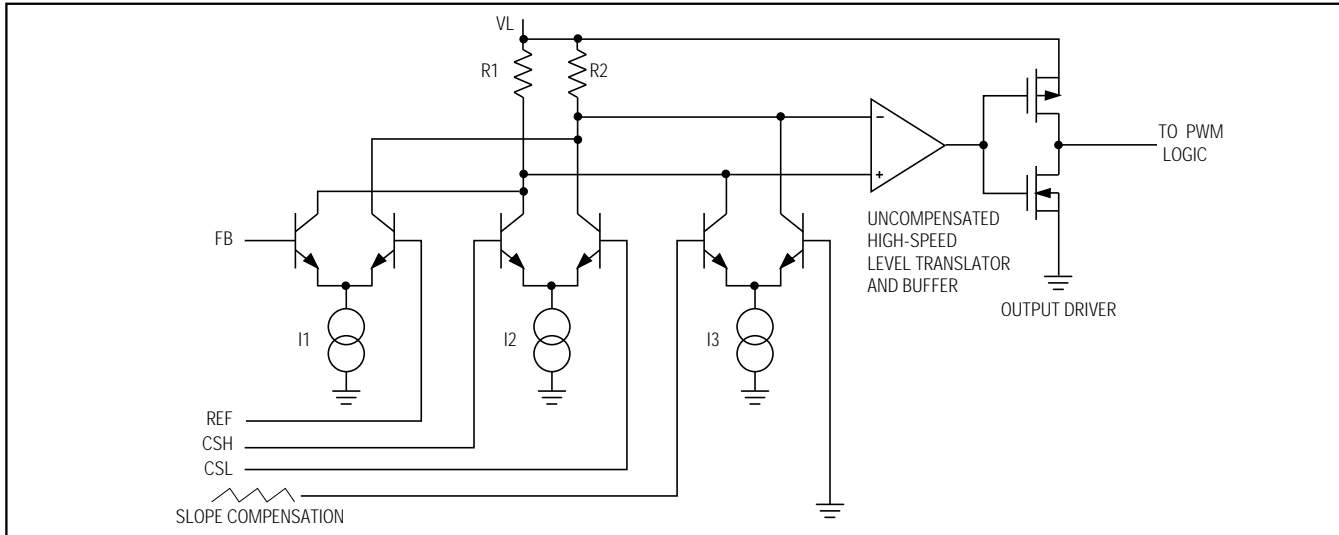 VL
R1
R2
TO PWM
LOGIC
FB
UNCOMPENSATED
HIGH-SPEED
LEVEL TRANSLATOR
AND BUFFER
OUTPUT DRIVER
I1
I2
I3
REF
CSH
CSL
SLOPE COMPENSATION